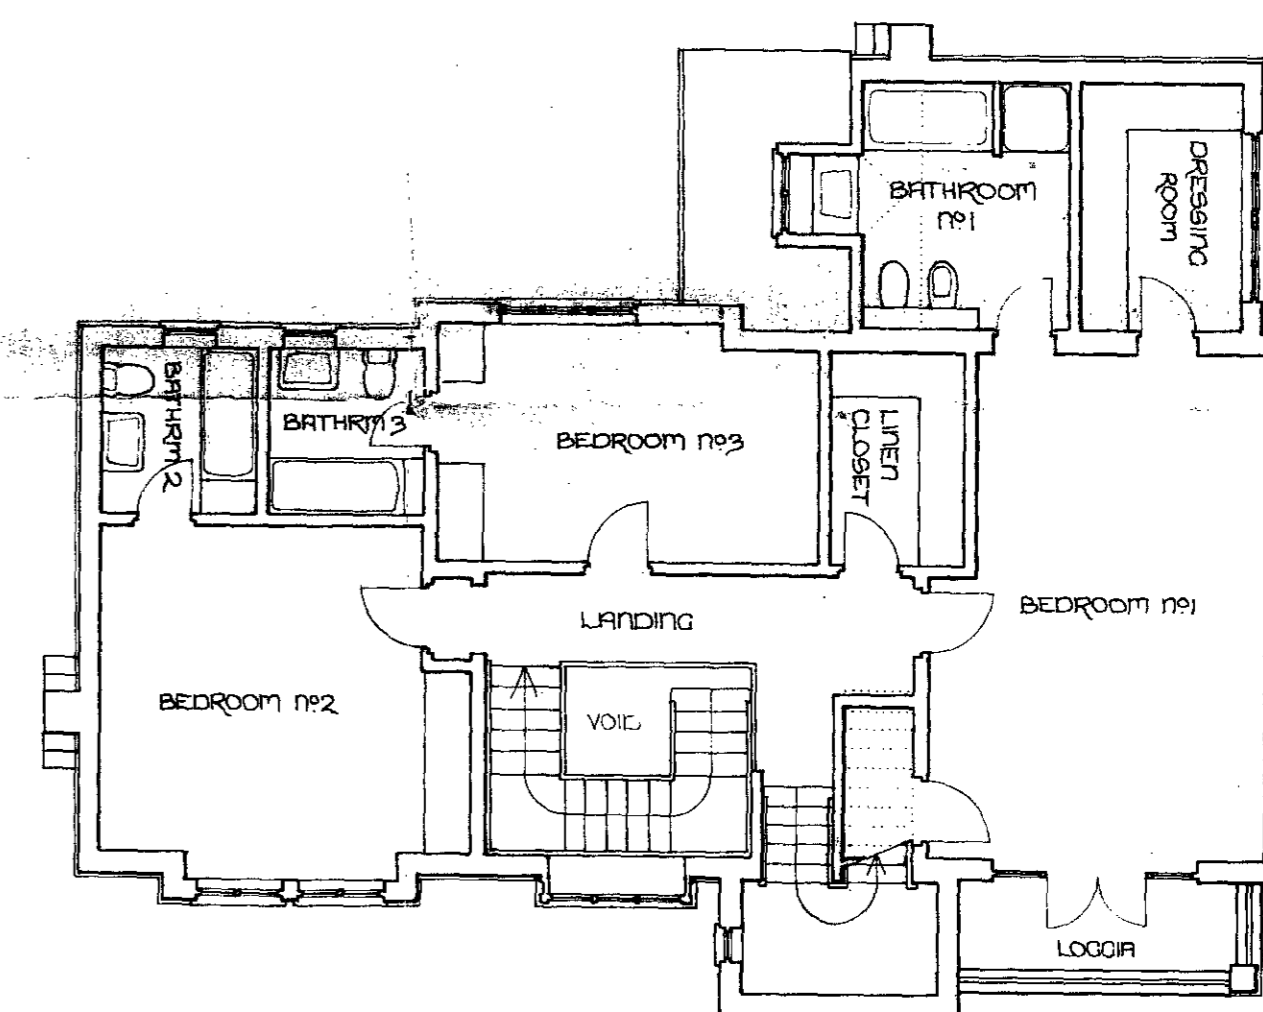 BATHROOM
nº1
DRESSING
ROOM
BATHRM 2
BATHRM 3
BEDROOM nº3
LINEN
CLOSET
LANDING
BEDROOM nº1
BEDROOM nº2
VOID
LOGGIA